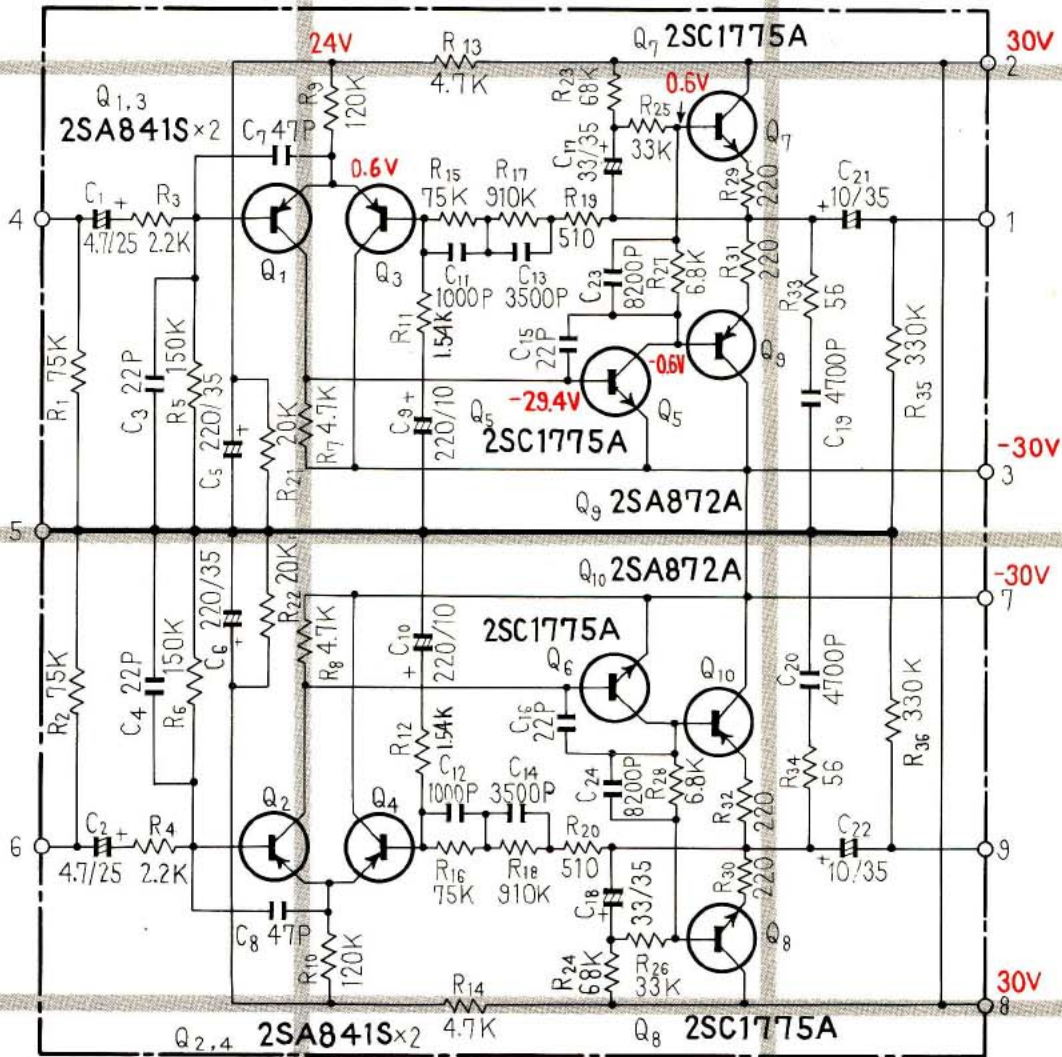 24V
R13
4.7K
Q7 2SC1775A
30V
2
Q1,3
2SA841S×2
R9
120K
C7 47P
R23
68K
0.6V
R25
33K
Q7
C17
33/35
0.6V
R15
75K
R17
910K
R19
510
R29
220
C21
+
10/35
4
C1
+
4.7/25
R3
2.2K
1
Q1
Q3
C11
1000P
C13
3500P
C23
8200P
R27
6.8K
R31
220
R33
56
R11
1.54K
C15
22P
Q9
-0.6V
R1 75K
C3 22P
R5 150K
R35
330K
C19
4700P
-29.4V
Q5
Q5
2SC1775A
C5
220/35
+
R21
20K
R7 4.7K
C9
+
220/10
-30V
3
Q9 2SA872A
5
Q10 2SA872A
-30V
7
C6
220/35
+
R22 20K
R8 4.7K
C10
+
220/10
2SC1775A
Q6
Q10
C20
4700P
R2 75K
C4 22P
R6 150K
R12
1.54K
C16
22P
R36 330K
C24
8200P
R28
6.8K
R34
56
C12
1000P
C14
3500P
R32
220
Q2
Q4
6
C2
+
4.7/25
R4
2.2K
R16
75K
R18
910K
R20
510
C22
+
10/35
9
C18
+
33/35
R30
220
C8 47P
R10
120K
R24
68K
R26
33K
Q8
30V
8
R14
4.7K
Q2,4 2SA841S×2
Q8 2SC1775A